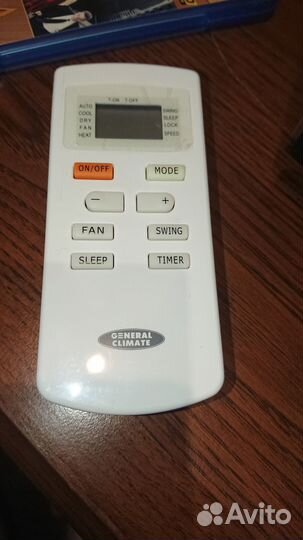 T-ON T-OFF
AUTO
COOL
DRY
FAN
HEAT
SWING
SLEEP
LOCK
SPEED
ON/OFF
MODE
−
+
FAN
SWING
SLEEP
TIMER
GENERAL
CLIMATE
Avito